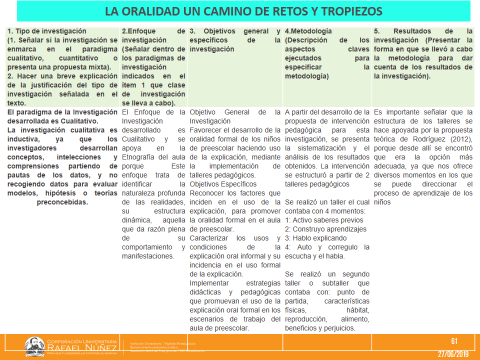 LA ORALIDAD UN CAMINO DE RETOS Y TROPIEZOS
1. Tipo de investigación
(1. Señalar si la investigación se
enmarca en el paradigma
cualitativo, cuantitativo o
presenta una propuesta mixta).
2. Hacer una breve explicación
de la justificación del tipo de
investigación señalada en el
texto.
2.Enfoque de
investigación
(Señalar dentro de
los paradigmas de
investigación
indicados en el
ítem 1 que clase
de investigación
se lleva a cabo).
3. Objetivos general y
específicos de la
investigación
4.Metodología
(Descripción de los
aspectos claves
ejecutados para
especificar la
metodología)
5. Resultados de la
investigación (Presentar la
forma en que se llevó a cabo
la metodología para dar
cuenta de los resultados de
la investigación).
El paradigma de la Investigación
desarrollada es Cualitativo.
La investigación cualitativa es
inductiva, ya que los
investigadores desarrollan
conceptos, intelecciones y
comprensiones partiendo de
pautas de los datos, y no
recogiendo datos para evaluar
modelos, hipótesis o teorías
preconcebidas.
El Enfoque de la
Investigación
desarrollado es
Cualitativo y se
apoya en la
Etnografía del aula
porque Este
enfoque trata de
identificar la
naturaleza profunda
de las realidades,
su estructura
dinámica, aquella
que da razón plena
de su
comportamiento y
manifestaciones.
Objetivo General de la
Investigación
Favorecer el desarrollo de la
oralidad formal de los niños
de preescolar haciendo uso
de la explicación, mediante
la implementación de
talleres pedagógicos.
Objetivos Específicos
Reconocer los factores que
inciden en el uso de la
explicación, para promover
la oralidad formal en el aula
de preescolar.
Caracterizar los usos y
condiciones de la
explicación oral informal y su
incidencia en el uso formal
de la explicación.
Implementar estrategias
didácticas y pedagógicas
que promuevan el uso de la
explicación oral formal en los
escenarios de trabajo del
aula de preescolar.
A partir del desarrollo de la
propuesta de intervención
pedagógica para esta
investigación, se presenta
la sistematización y el
análisis de los resultados
obtenidos. La intervención
se estructuró a partir de 2
talleres pedagógicos
Se realizó un taller el cual
contaba con 4 momentos:
1: Activo saberes previos
2: Construyo aprendizajes
3: Hablo explicando
4: Auto y corregulo la
escucha y el habla.
Se realizó un segundo
taller o subtaller que
contaba con: punto de
partida, características
físicas, hábitat,
reproducción, alimento,
beneficios y perjuicios.
Es importante señalar que la
estructura de los talleres se
hace apoyada por la propuesta
teórica de Rodríguez (2012),
porque desde allí se encontró
que era la opción más
adecuada, ya que nos ofrece
diversos momentos en los que
se puede direccionar el
proceso de aprendizaje de los
niños
CORPORACIÓN UNIVERSITARIA
RAFAEL NÚÑEZ
61
27/06/2019